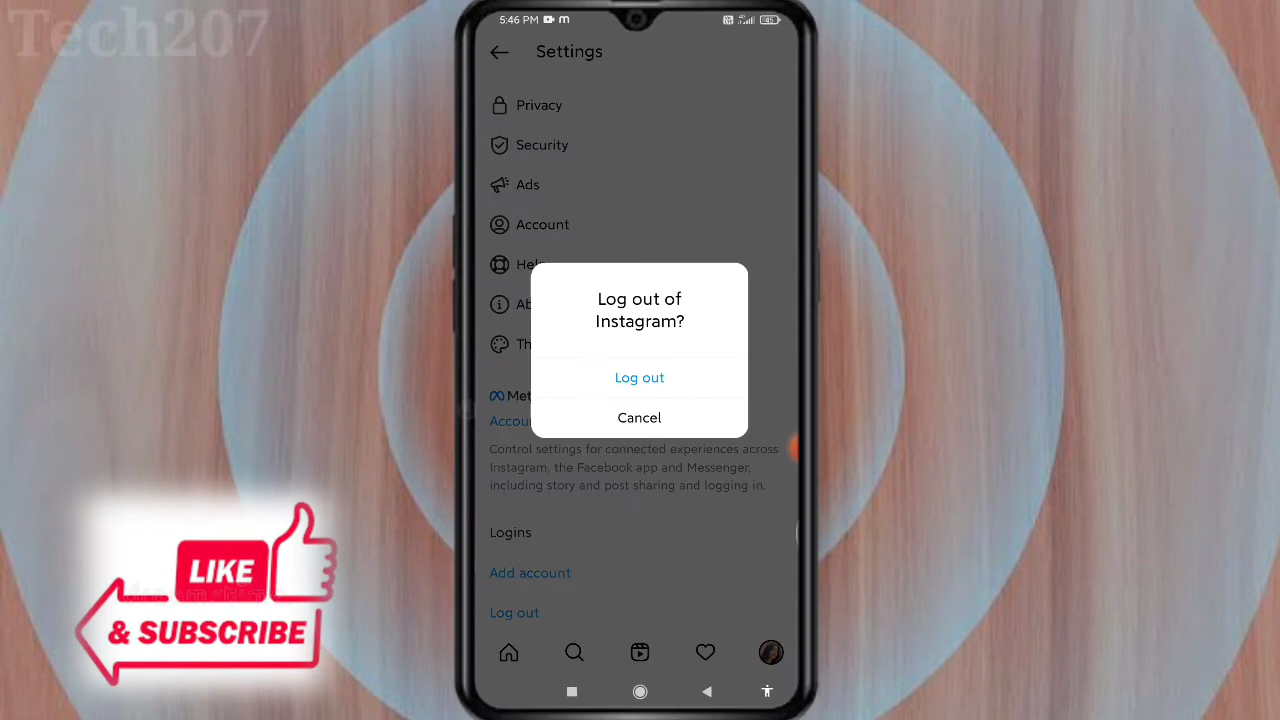 Tech207
5:46 PM
Settings
Privacy
Security
Ads
Account
Help
Ab
Th
Log out of
Instagram?
Log out
Cancel
Met
Accou
Control settings for connected experiences across
Instagram, the Facebook app and Messenger,
including story and post sharing and logging in.
Logins
Add account
Log out
LIKE
& SUBSCRIBE